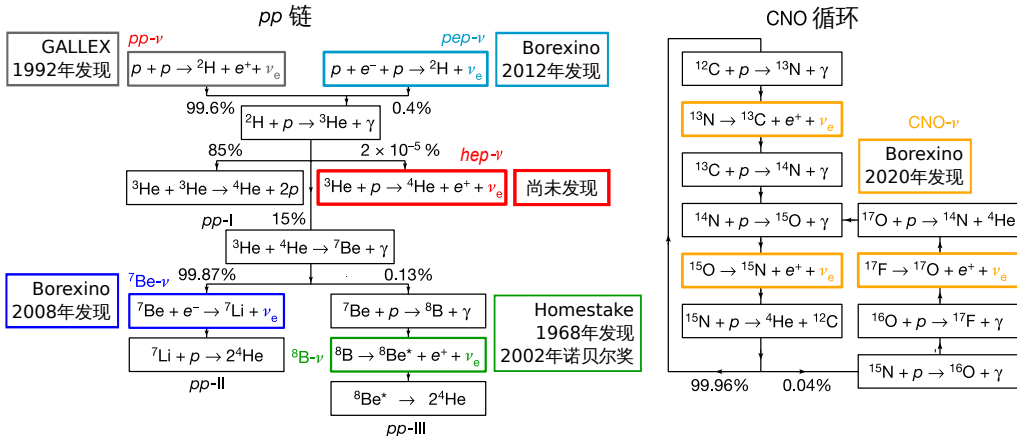 pp 链
GALLEX
1992年发现
pp-ν
p + p → ²H + e⁺ + νₑ
pep-ν
p + e⁻ + p → ²H + νₑ
Borexino
2012年发现
99.6%
0.4%
²H + p → ³He + γ
85%
2 × 10⁻⁵ %
hep-ν
³He + ³He → ⁴He + 2p
³He + p → ⁴He + e⁺ + νₑ
尚未发现
pp-I
15%
³He + ⁴He → ⁷Be + γ
99.87%
0.13%
⁷Be-ν
Borexino
2008年发现
⁷Be + e⁻ → ⁷Li + νₑ
⁷Be + p → ⁸B + γ
Homestake
1968年发现
2002年诺贝尔奖
⁷Li + p → 2⁴He
⁸B-ν
⁸B → ⁸Be* + e⁺ + νₑ
pp-II
⁸Be* → 2⁴He
pp-III
CNO 循环
¹²C + p → ¹³N + γ
¹³N → ¹³C + e⁺ + νₑ
CNO-ν
Borexino
2020年发现
¹³C + p → ¹⁴N + γ
¹⁴N + p → ¹⁵O + γ
¹⁷O + p → ¹⁴N + ⁴He
¹⁵O → ¹⁵N + e⁺ + νₑ
¹⁷F → ¹⁷O + e⁺ + νₑ
¹⁵N + p → ⁴He + ¹²C
¹⁶O + p → ¹⁷F + γ
99.96%
0.04%
¹⁵N + p → ¹⁶O + γ